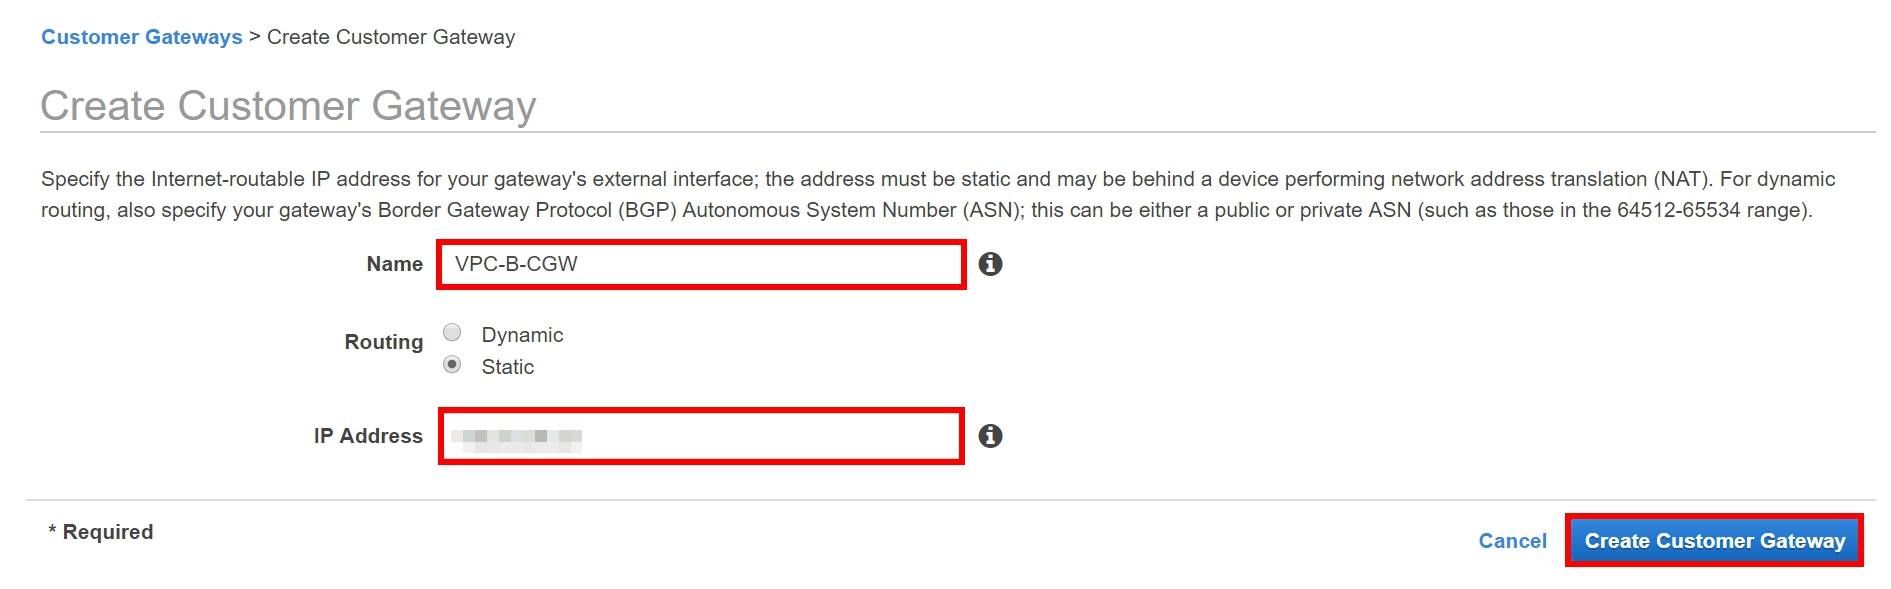 Customer Gateways > Create Customer Gateway
Create Customer Gateway
Specify the Internet-routable IP address for your gateway's external interface; the address must be static and may be behind a device performing network address translation (NAT). For dynamic
routing, also specify your gateway's Border Gateway Protocol (BGP) Autonomous System Number (ASN); this can be either a public or private ASN (such as those in the 64512-65534 range).
Name VPC-B-CGW
Routing Dynamic
Static
IP Address
* Required
Cancel Create Customer Gateway